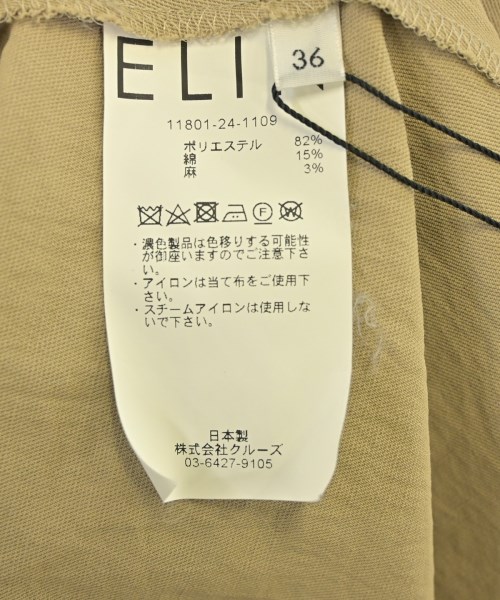 36
11801-24-1109
ポリエステル 82%
綿 15%
麻 3%
・濃色製品は色移りする可能性
が御座いますのでご注意下さ
い。
・アイロンは当て布をご使用下
さい。
・スチームアイロンは使用しな
いで下さい。
日本製
株式会社クルーズ
03-6427-9105